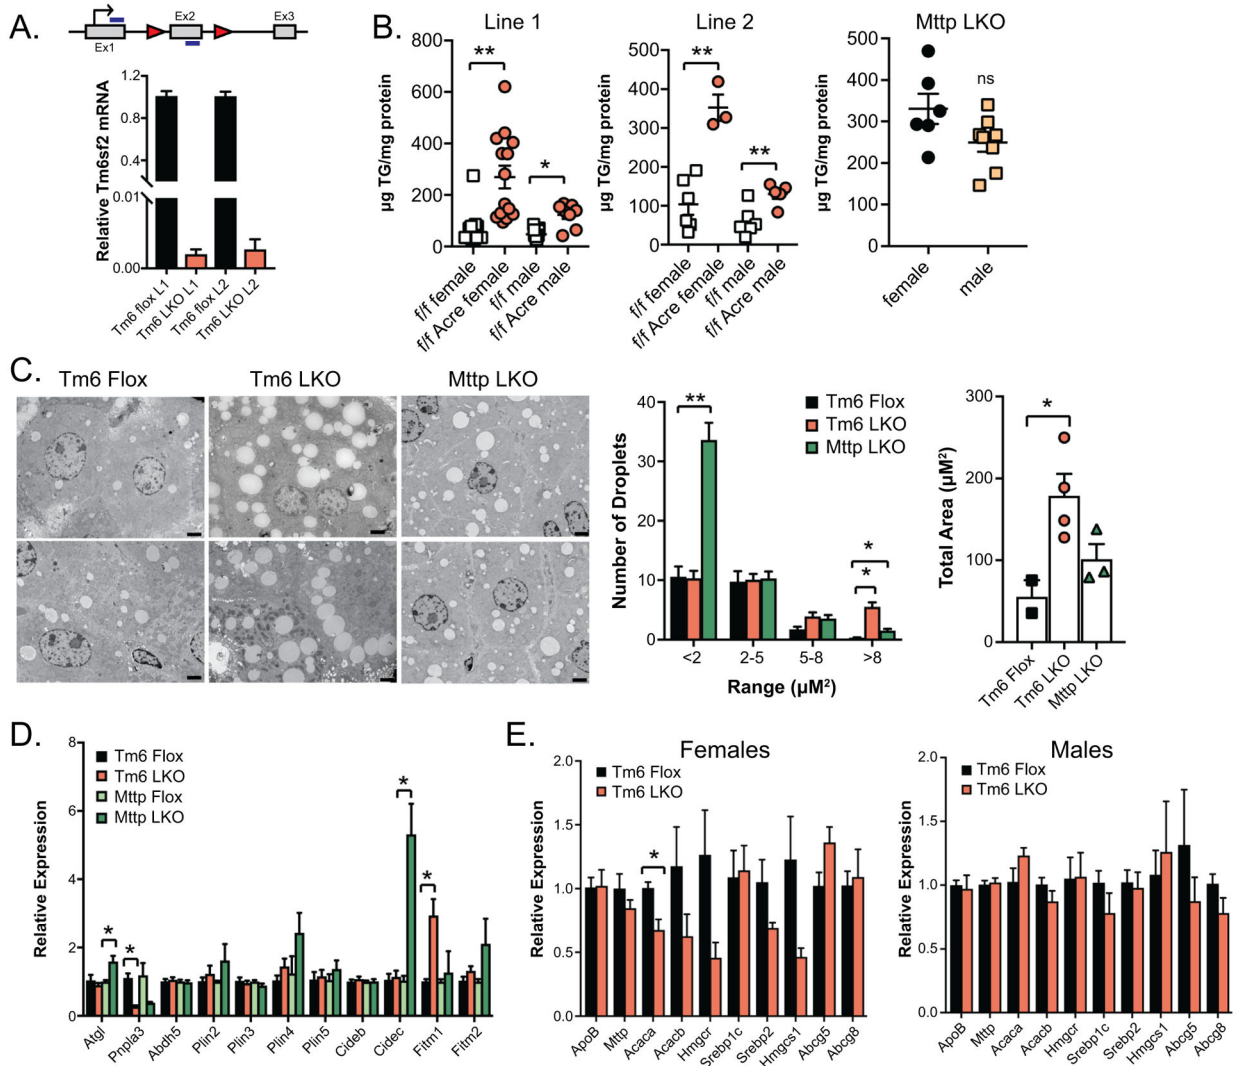 A.
Ex1
Ex2
Ex3
Relative Tm6sf2 mRNA
1.2
0.8
0.4
0.01
0.00
Tm6 flox L1
Tm6 LKO L1
Tm6 flox L2
Tm6 LKO L2
B.
Line 1
µg TG/mg protein
800
600
400
200
0
**
*
f/f female
f/f Acre female
f/f male
f/f Acre male
Line 2
µg TG/mg protein
500
400
300
200
100
0
**
**
f/f female
f/f Acre female
f/f male
f/f Acre male
Mttp LKO
µg TG/mg protein
500
400
300
200
100
0
ns
female
male
C.
Tm6 Flox
Tm6 LKO
Mttp LKO
Number of Droplets
40
30
20
10
0
**
*
*
Tm6 Flox
Tm6 LKO
Mttp LKO
<2
2-5
5-8
>8
Range (µM²)
Total Area (µM²)
300
200
100
0
*
Tm6 Flox
Tm6 LKO
Mttp LKO
D.
Relative Expression
8
6
4
2
0
Tm6 Flox
Tm6 LKO
Mttp Flox
Mttp LKO
*
*
*
*
Atgl
Pnpla3
Abdn5
Plin2
Plin3
Plin4
Plin5
Cideb
Cidec
Fitm1
Fitm2
E.
Females
Relative Expression
2.0
1.5
1.0
0.5
0.0
Tm6 Flox
Tm6 LKO
*
ApoB
Mttp
Acaca
Acacb
Hmgcr
Srebp1c
Srebp2
Hmgcs1
Abcg5
Abcg8
Males
Relative Expression
2.0
1.5
1.0
0.5
0.0
Tm6 Flox
Tm6 LKO
ApoB
Mttp
Acaca
Acacb
Hmgcr
Srebp1c
Srebp2
Hmgcs1
Abcg5
Abcg8